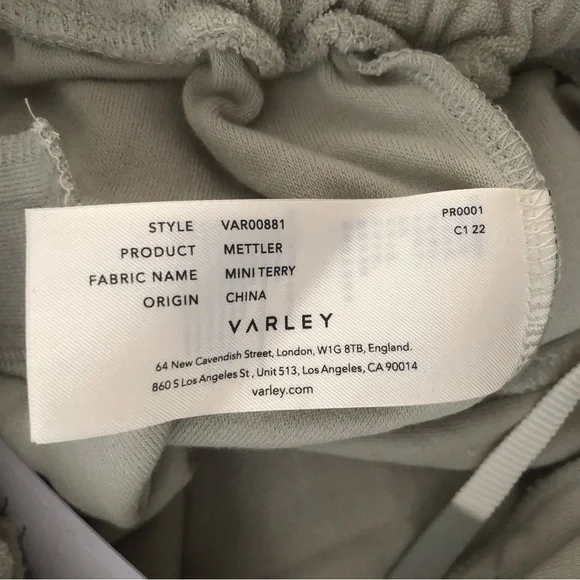 STYLE VAR00881 PR0001
PRODUCT METTLER C1 22
FABRIC NAME MINI TERRY
ORIGIN CHINA
VARLEY
64 New Cavendish Street, London, W1G 8TB, England.
860 S Los Angeles St, Unit 513, Los Angeles, CA 90014
varley.com